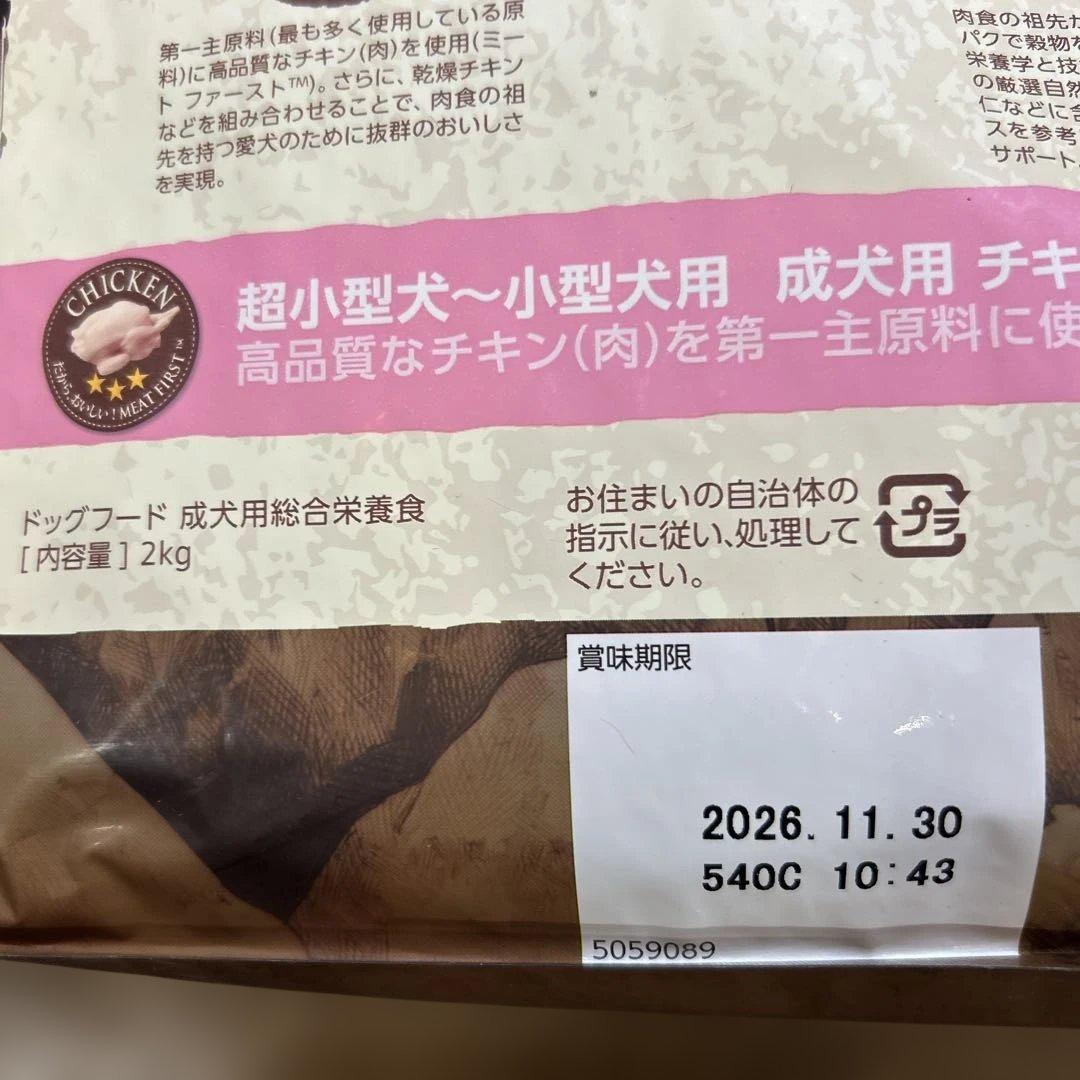 第一主原料(最も多く使用している原
料)に高品質なチキン(肉)を使用(ミー
ト ファースト™)。さらに、乾燥チキン
などを組み合わせることで、肉食の祖
先を持つ愛犬のために抜群のおいしさ
を実現。
肉食の祖先
パクで穀物
栄養学と技
の厳選自然
仁などに
スを参考
サポート
CHICKEN
だから、おいしい! MEAT FIRST™
超小型犬〜小型犬用 成犬用 チキ
高品質なチキン(肉)を第一主原料に使
ドッグフード 成犬用総合栄養食
[内容量] 2kg
お住まいの自治体の
指示に従い、処理して
ください。
プラ
賞味期限
2026. 11. 30
540C 10:43
5059089